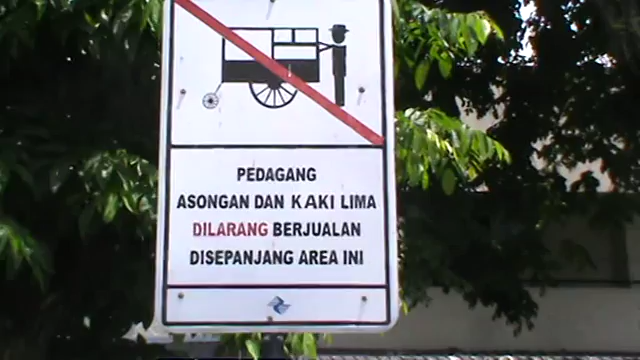 PEDAGANG
ASONGAN DAN KAKI LIMA
DILARANG BERJUALAN
DISEPANJANG AREA INI